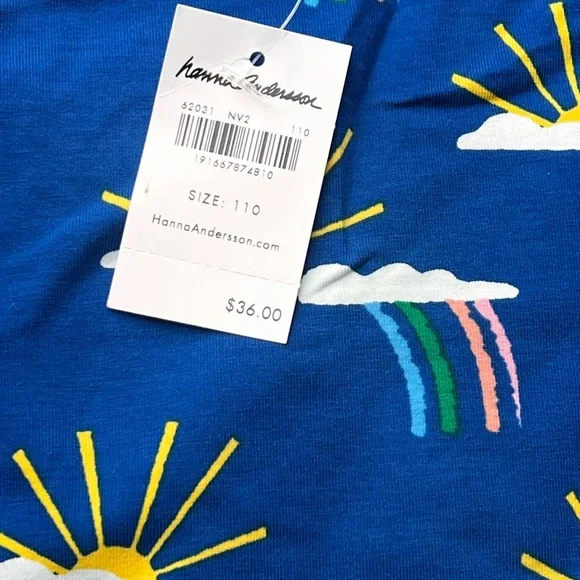 hanna Andersson
62031 NV2 110
191667874810
SIZE: 110
HannaAndersson.com
$36.00